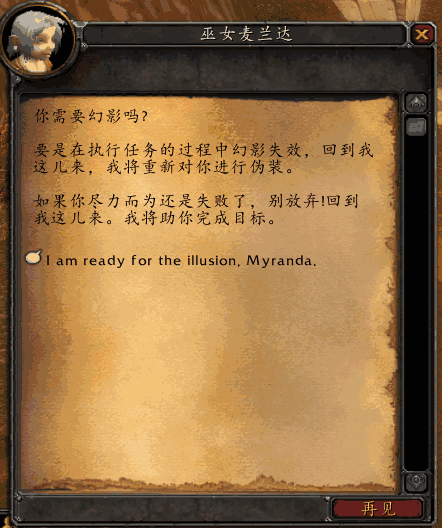 巫女麦兰达
你需要幻影吗?
要是在执行任务的过程中幻影失效，回到我
这儿来，我将重新对你进行伪装。
如果你尽力而为还是失败了，别放弃!回到
我这儿来。我将助你完成目标。
I am ready for the illusion, Myranda.
再见